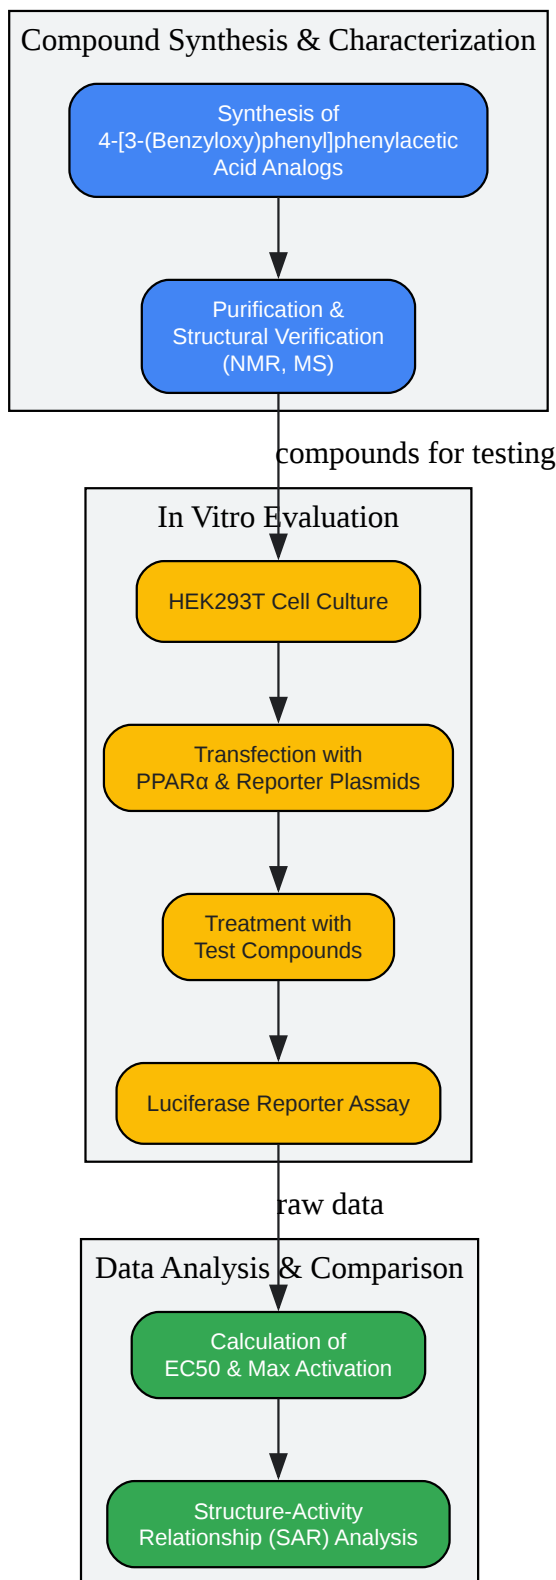 Compound Synthesis & Characterization
Synthesis of
4-[3-(Benzyloxy)phenyl]phenylacetic
Acid Analogs
Purification &
Structural Verification
(NMR, MS)
compounds for testing
In Vitro Evaluation
HEK293T Cell Culture
Transfection with
PPARα & Reporter Plasmids
Treatment with
Test Compounds
Luciferase Reporter Assay
raw data
Data Analysis & Comparison
Calculation of
EC50 & Max Activation
Structure-Activity
Relationship (SAR) Analysis